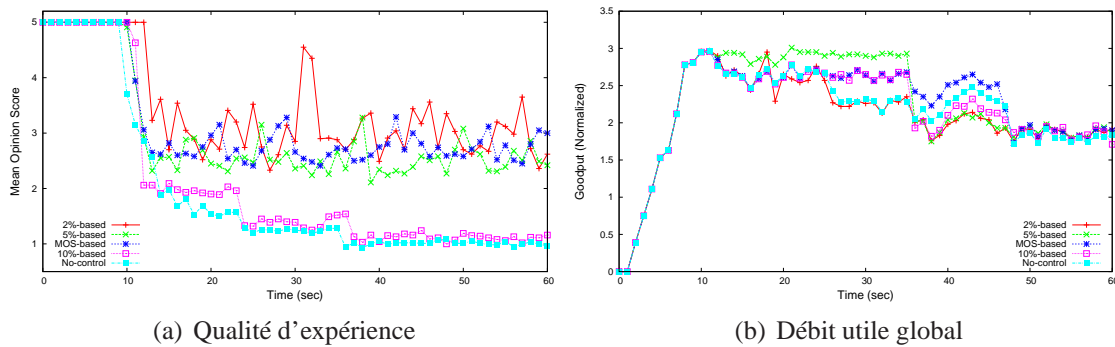 5
4
3
2
1
Mean Opinion Score
2%-based
5%-based
MOS-based
10%-based
No-control
0 10 20 30 40 50 60
Time (sec)
(a) Qualité d'expérience
3.5
3
2.5
2
1.5
1
0.5
0
Goodput (Normalized)
2%-based
5%-based
MOS-based
10%-based
No-control
0 10 20 30 40 50 60
Time (sec)
(b) Débit utile global